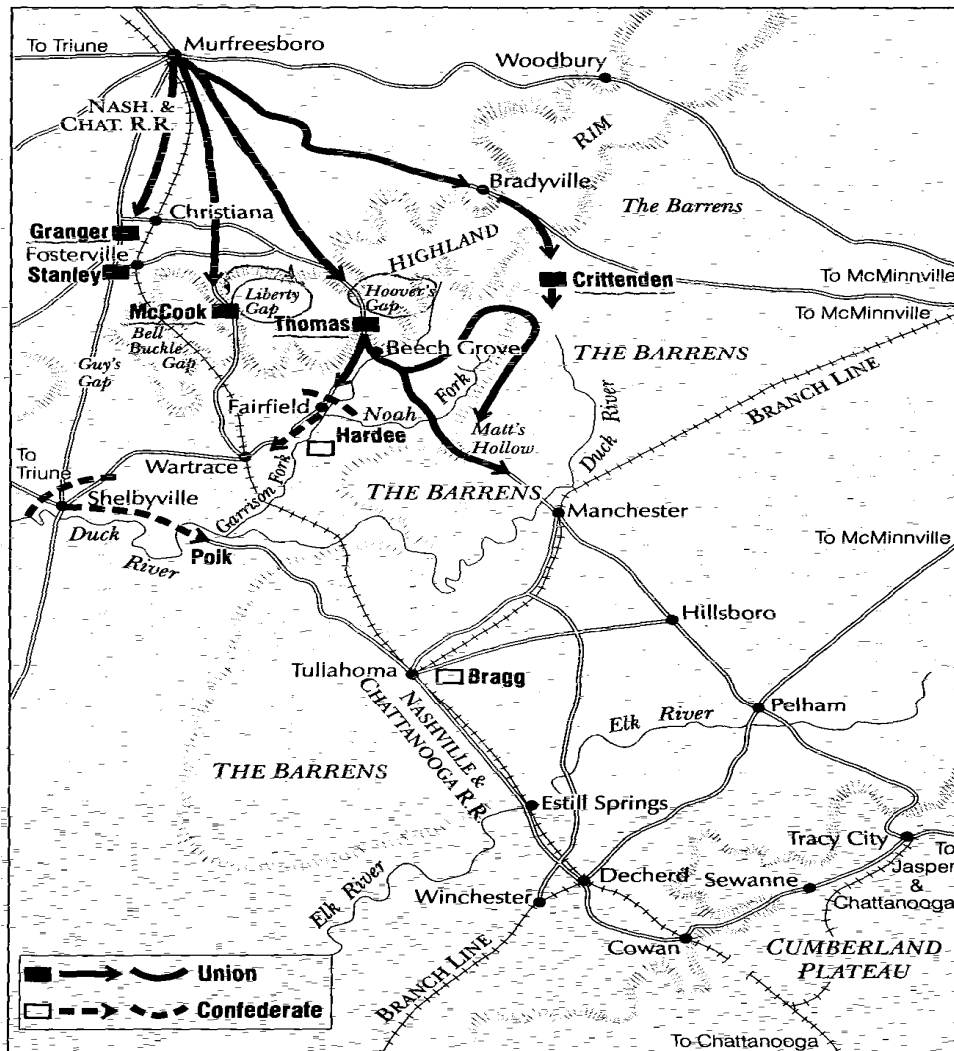 To Triune
Murfreesboro
Woodbury
NASH. &
CHAT. R.R.
RIM
Bradyville
The Barrens
Christiana
Granger
HIGHLAND
Fosterville
Stanley
Crittenden
To McMinnville
Liberty
Gap
Hoover's
Gap
McCook
Thomas
To McMinnville
Bell
Buckle
Gap
Beech Grove
THE BARRENS
Guy's
Gap
Fork
BRANCH LINE
Fairfield
Noah
Duck River
Hardee
Matt's
Hollow
To
Triune
Wartrace
Garrison Fork
THE BARRENS
Shelbyville
Manchester
Duck
River
Polk
To McMinnville
Hillsboro
Tullahoma
Bragg
NASHVILLE &
CHATTANOOGA R.R.
Elk River
Pelham
THE BARRENS
Estill Springs
Tracy City
To
Jasper
&
Chattanooga
Elk River
Decherd
Sewanne
Winchester
Cowan
CUMBERLAND
PLATEAU
BRANCH LINE
Union
Confederate
To Chattanooga